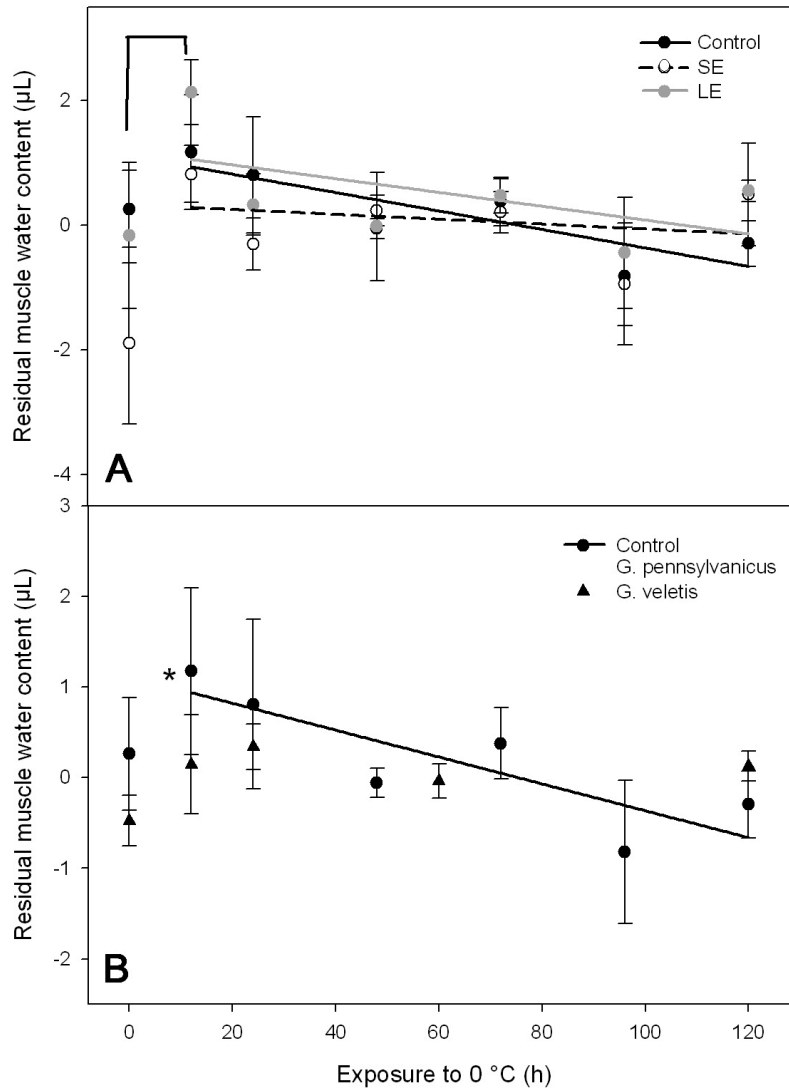 Control
SE
LE
Residual muscle water content (µL)
2
0
-2
-4
A
Control
G. pennsylvanicus
G. veletis
Residual muscle water content (µL)
3
2
1
0
-1
-2
*
B
0 20 40 60 80 100 120
Exposure to 0 °C (h)